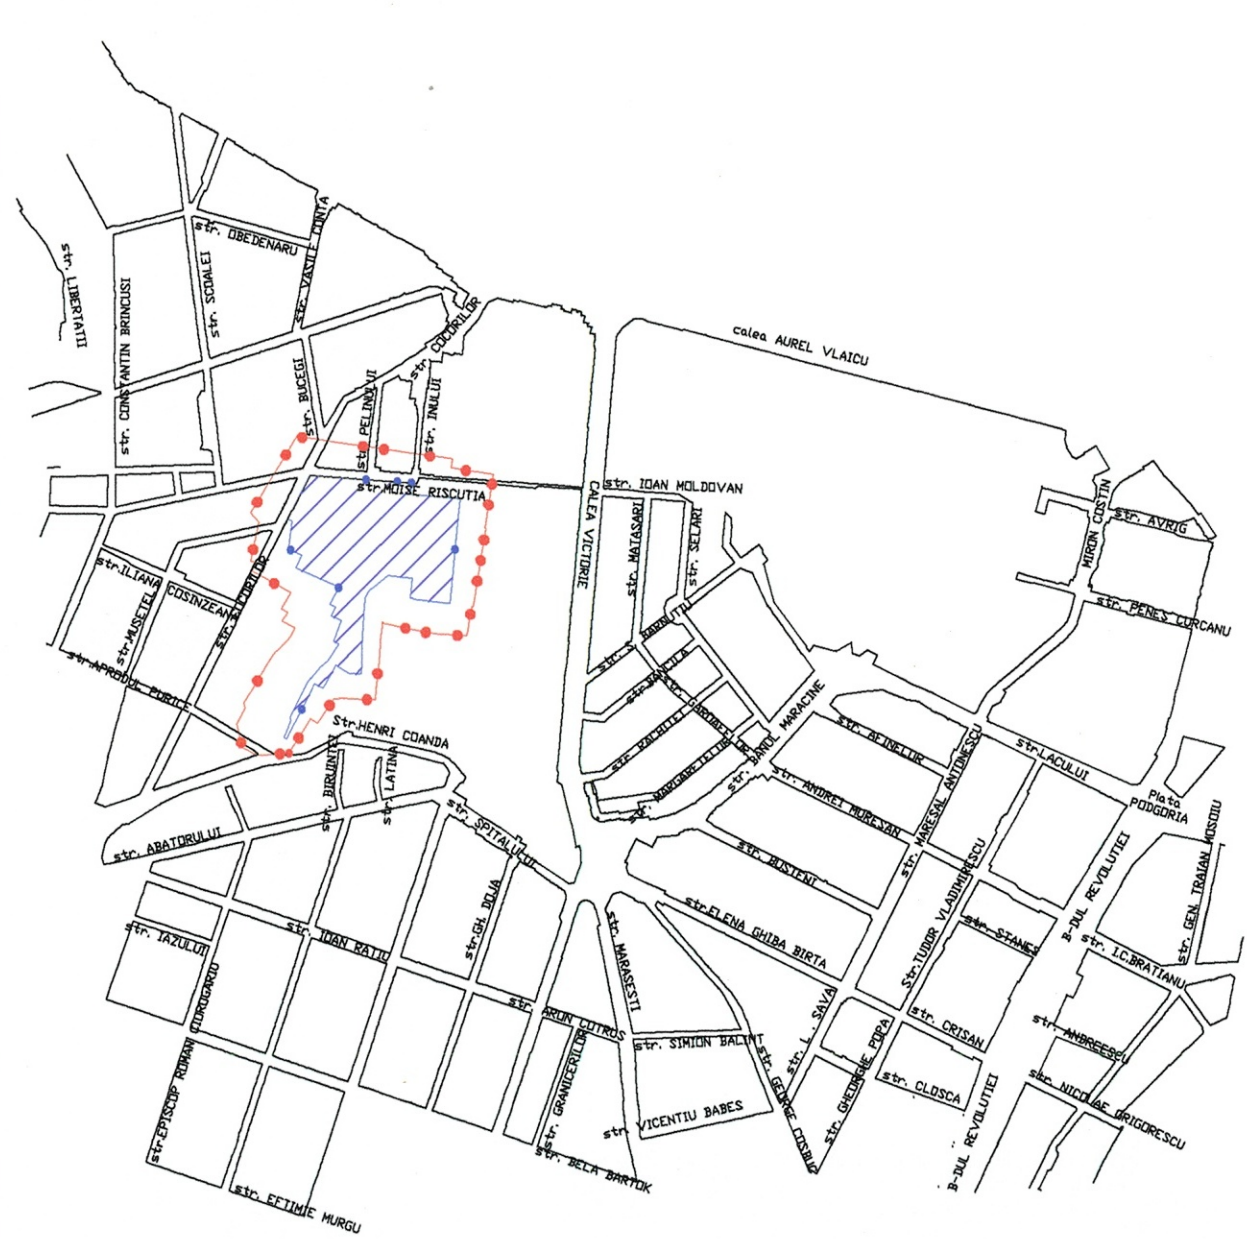 str. OBEDENARU
str. VASILE CONTA
str. LIBERTATII
str. SCOALEI
str. CONSTANTIN BRINCUSI
str. COCORILOR
calea AUREL VLAICU
str. BUCEGI
str. PELINULUI
str. INULUI
str.MOISE RISCUTIA
str. IOAN MOLDOVAN
CALEA VICTORIE
str. MATASARI
str. SELARI
MIRON COSTIN
str. AVRIG
str.ILIANA COSINZEANA
str.MUSETEL
str. COCORILOR
str. PENES CURCANU
str.APRODUL PURICE
str. RACHITEI
str. MARGARETELOR
str. BANUL MARACINE
Str.HENRI COANDA
str. BIRUINTEI
str. LATINA
str. AFINELOR
str. ANDREI MURESAN
str. MARESAL ANTONESCU
str.LACULUI
Piata
PODGORIA
str. ABATORULUI
str. SPITALULUI
str. BUSTENI
B-DUL REVOLUTIEI
str. GEN. TRAIAN MOSOIU
Str.TUDOR VLADIMIRESCU
str.ELENA GHIBA BIRTA
str.GH. DOJA
str. IAZULUI
str. IOAN RATIU
str. MARASESTI
str. I.C.BRATIANU
str. ARON COTRUS
str. SIMION BALINT
str. L. SAVA
str. CRISAN
str. ANDREESCU
str.EPISCOP ROMAN CIOROGARIU
str. GRANICERILOR
str. GEORGE COSBUC
str. GHEORGHE POPA
str. CLOSCA
B-DUL REVOLUTIEI
str. NICOLAE GRIGORESCU
str. VICENTIU BABES
str. BELA BARTOK
str. EFTIMIE MURGU